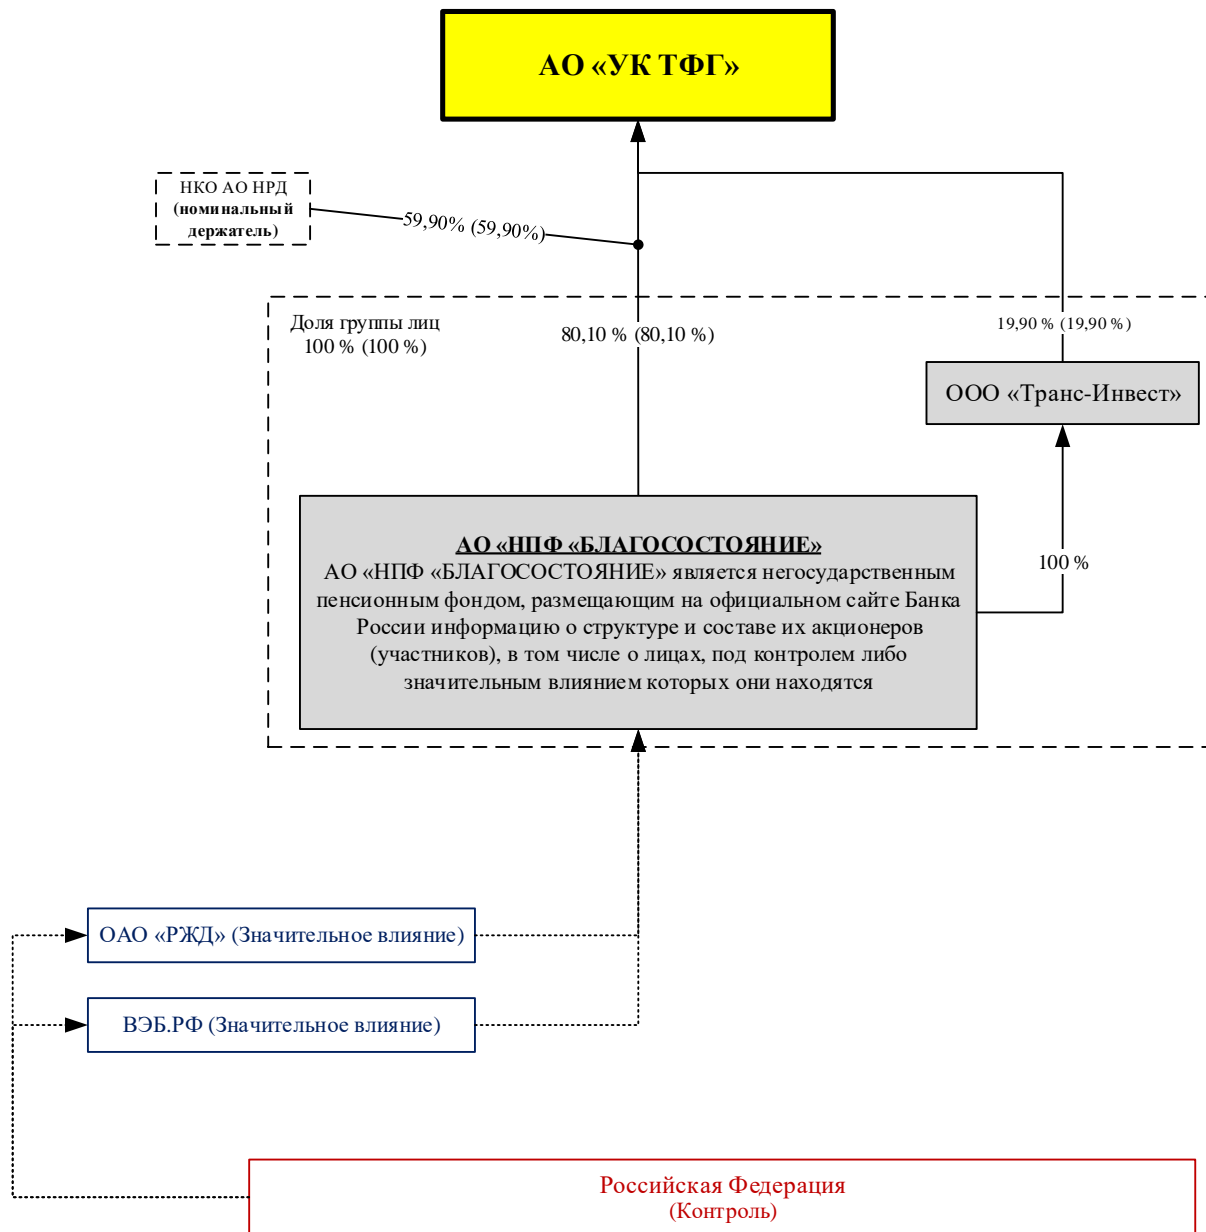 АО «УК ТФГ»
НКО АО НРД
(номинальный
держатель)
59,90% (59,90%)
Доля группы лиц
100 % (100 %)
80,10 % (80,10 %)
19,90 % (19,90 %)
ООО «Транс-Инвест»
АО «НПФ «БЛАГОСОСТОЯНИЕ»
АО «НПФ «БЛАГОСОСТОЯНИЕ» является негосударственным
пенсионным фондом, размещающим на официальном сайте Банка
России информацию о структуре и составе их акционеров
(участников), в том числе о лицах, под контролем либо
значительным влиянием которых они находятся
100 %
ОАО «РЖД» (Значительное влияние)
ВЭБ.РФ (Значительное влияние)
Российская Федерация
(Контроль)